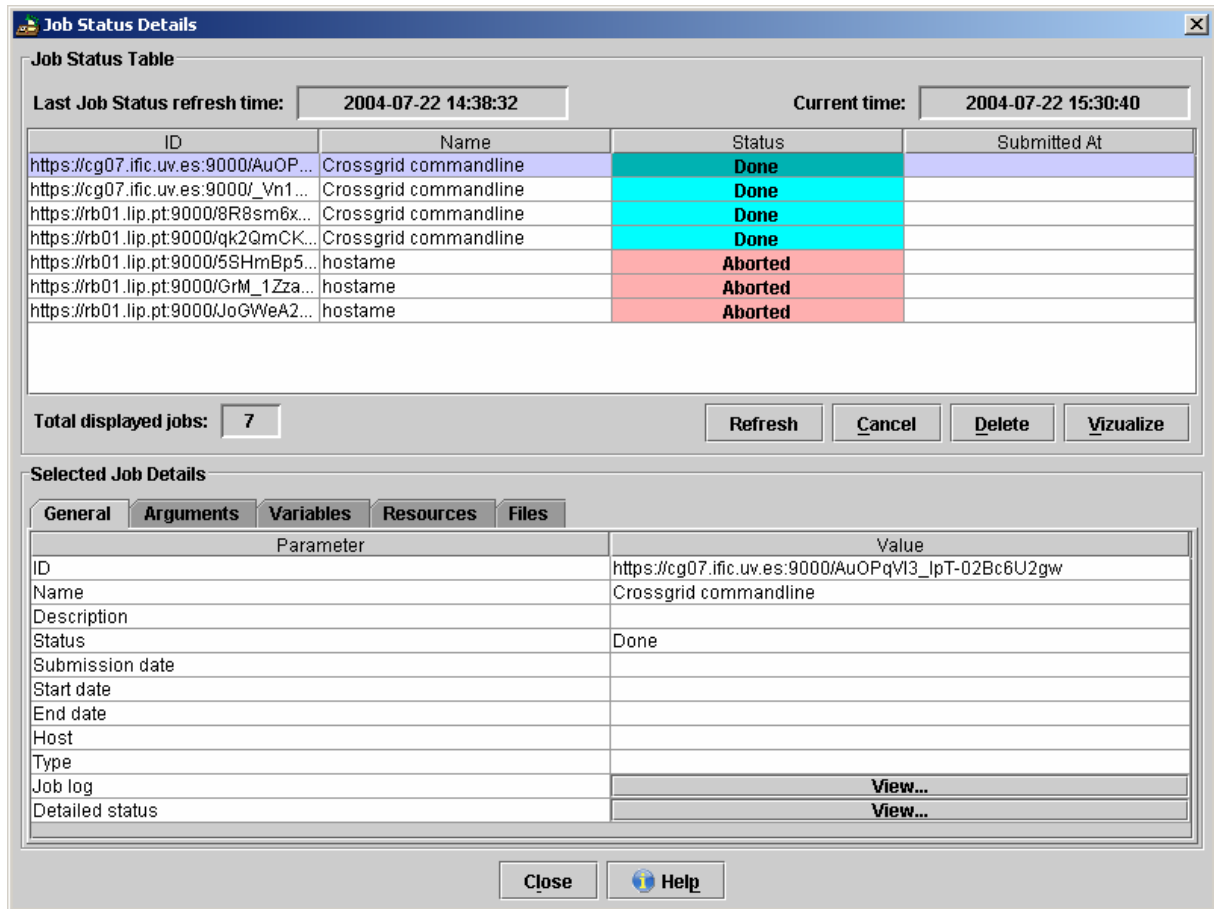 Job Status Details
Job Status Table
Last Job Status refresh time: 2004-07-22 14:38:32 Current time: 2004-07-22 15:30:40
ID Name Status Submitted At
https://cg07.ific.uv.es:9000/AuOP... Crossgrid commandline Done
https://cg07.ific.uv.es:9000/_Vn1... Crossgrid commandline Done
https://rb01.lip.pt:9000/8R8sm6x... Crossgrid commandline Done
https://rb01.lip.pt:9000/qk2QmCK... Crossgrid commandline Done
https://rb01.lip.pt:9000/5SHmBp5... hostame Aborted
https://rb01.lip.pt:9000/GrM_1Zza... hostame Aborted
https://rb01.lip.pt:9000/JoGWeA2... hostame Aborted
Total displayed jobs: 7 Refresh Cancel Delete Vizualize
Selected Job Details
General Arguments Variables Resources Files
Parameter Value
ID https://cg07.ific.uv.es:9000/AuOPqVI3_IpT-02Bc6U2gw
Name Crossgrid commandline
Description
Status Done
Submission date
Start date
End date
Host
Type
Job log View...
Detailed status View...
Close Help